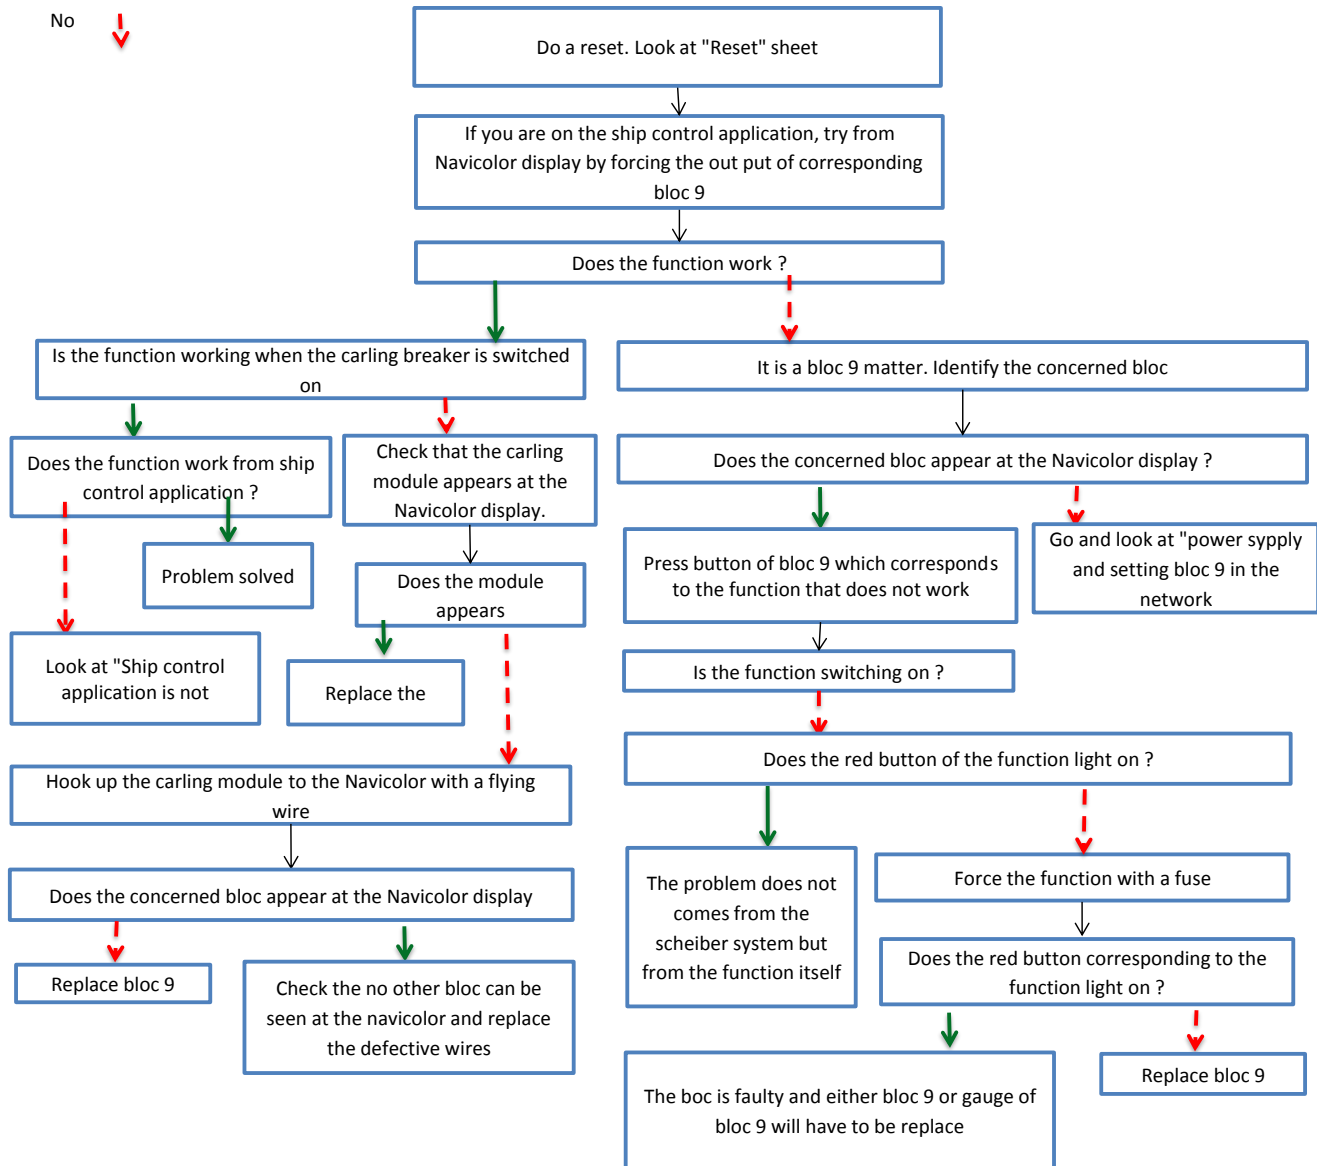 No
Do a reset. Look at "Reset" sheet
If you are on the ship control application, try from
Navicolor display by forcing the out put of corresponding
bloc 9
Does the function work ?
Is the function working when the carling breaker is switched
on
It is a bloc 9 matter. Identify the concerned bloc
Does the function work from ship
control application ?
Check that the carling
module appears at the
Navicolor display.
Does the concerned bloc appear at the Navicolor display ?
Problem solved
Does the module
appears
Press button of bloc 9 which corresponds
to the function that does not work
Go and look at "power sypply
and setting bloc 9 in the
network
Look at "Ship control
application is not
Replace the
Is the function switching on ?
Does the red button of the function light on ?
Hook up the carling module to the Navicolor with a flying
wire
Does the concerned bloc appear at the Navicolor display
The problem does not
comes from the
scheiber system but
from the function itself
Force the function with a fuse
Replace bloc 9
Check the no other bloc can be
seen at the navicolor and replace
the defective wires
Does the red button corresponding to the
function light on ?
The boc is faulty and either bloc 9 or gauge of
bloc 9 will have to be replace
Replace bloc 9